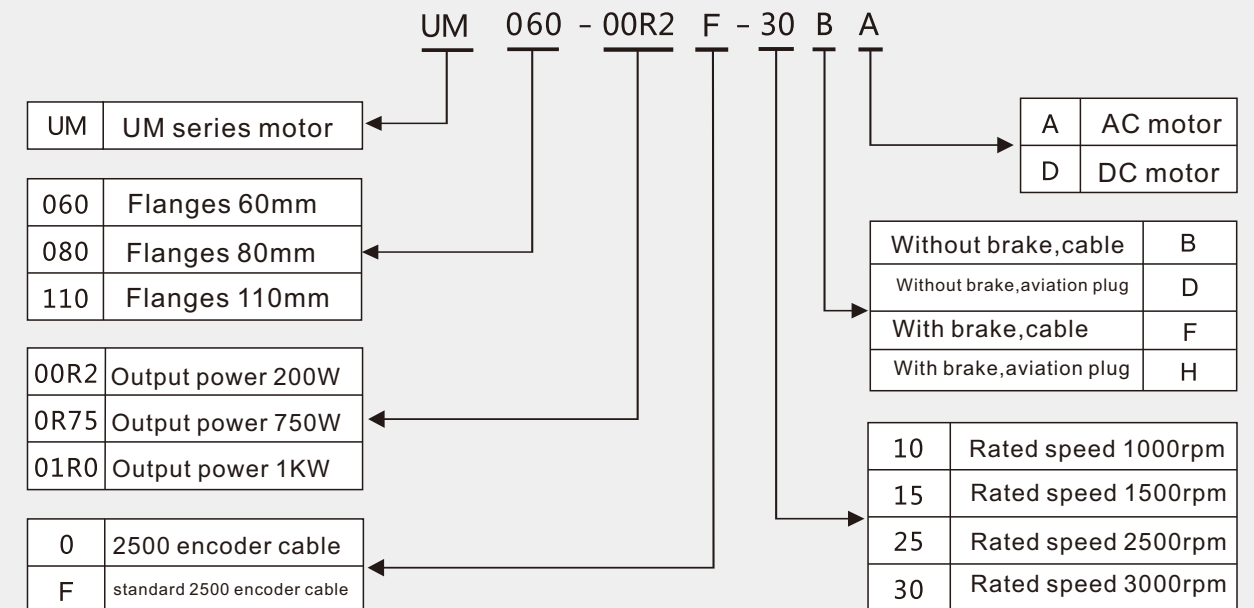 UM 060 - 00R2 F - 30 B A
UM UM series motor
060 Flanges 60mm
080 Flanges 80mm
110 Flanges 110mm
00R2 Output power 200W
0R75 Output power 750W
01R0 Output power 1KW
0 2500 encoder cable
F standard 2500 encoder cable
A AC motor
D DC motor
Without brake,cable B
Without brake,aviation plug D
With brake,cable F
With brake,aviation plug H
10 Rated speed 1000rpm
15 Rated speed 1500rpm
25 Rated speed 2500rpm
30 Rated speed 3000rpm